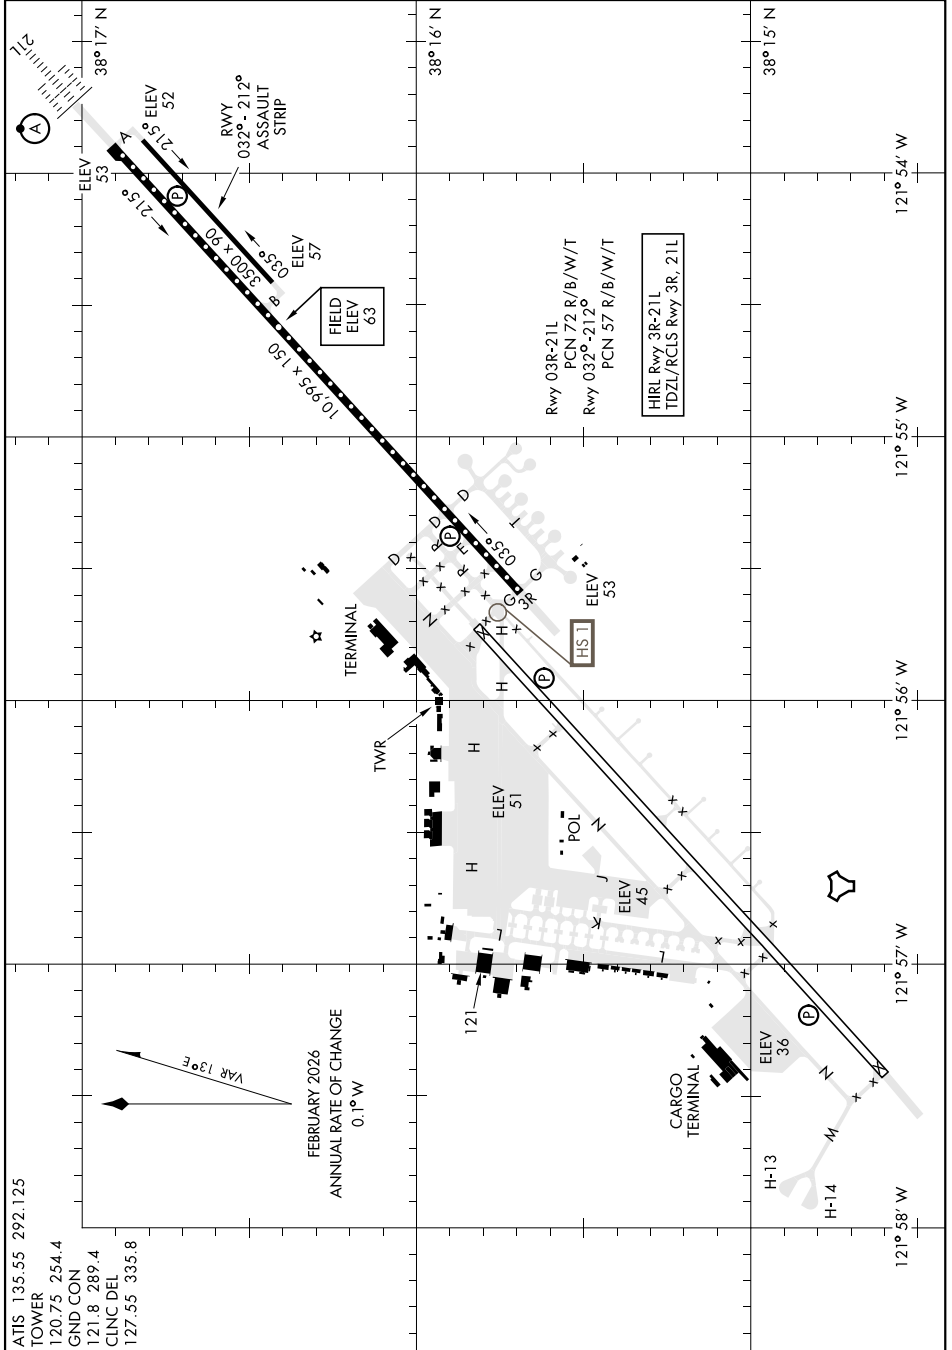 ATIS 135.55 292.125
TOWER
120.75 254.4
GND CON
121.8 289.4
CLNC DEL
127.55 335.8
VAR 13° E
FEBRUARY 2026
ANNUAL RATE OF CHANGE
0.1° W
38° 17' N
38° 16' N
38° 15' N
121° 54' W
121° 55' W
121° 56' W
121° 57' W
121° 58' W
21L
A
A
ELEV
53
215°
215°
ELEV
52
RWY
032° - 212°
ASSAULT
STRIP
P
3500 x 90
035°
ELEV
57
B
FIELD
ELEV
63
10,995 x 150
Rwy 03R-21L
PCN 72 R/B/W/T
Rwy 032°-212°
PCN 57 R/B/W/T
HIRL Rwy 3R-21L
TDZL/RCLS Rwy 3R, 21L
TERMINAL
TWR
D
D
D
R
E
R
P
T
035°
G
G
3R
ELEV
53
HS 1
N
H
H
H
H
P
x
ELEV
51
POL
N
J
ELEV
45
K
L
L
121
CARGO
TERMINAL
ELEV
36
P
N
W
H-13
H-14